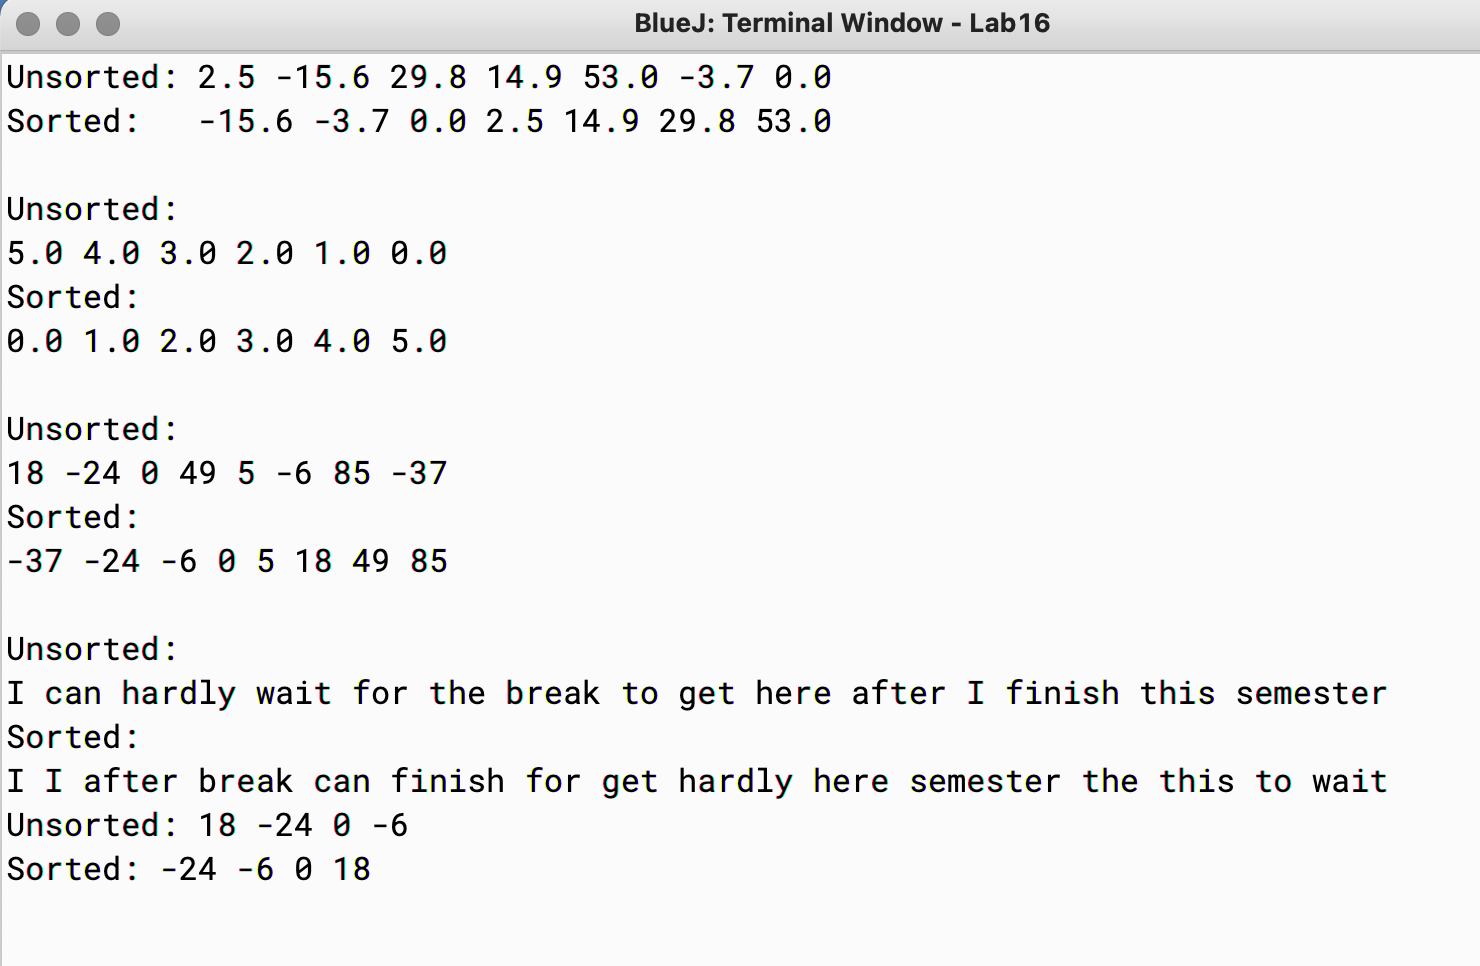 BlueJ: Terminal Window - Lab16
Unsorted: 2.5 -15.6 29.8 14.9 53.0 -3.7 0.0
Sorted:   -15.6 -3.7 0.0 2.5 14.9 29.8 53.0
Unsorted:
5.0 4.0 3.0 2.0 1.0 0.0
Sorted:
0.0 1.0 2.0 3.0 4.0 5.0
Unsorted:
18 -24 0 49 5 -6 85 -37
Sorted:
-37 -24 -6 0 5 18 49 85
Unsorted:
I can hardly wait for the break to get here after I finish this semester
Sorted:
I I after break can finish for get hardly here semester the this to wait
Unsorted: 18 -24 0 -6
Sorted: -24 -6 0 18